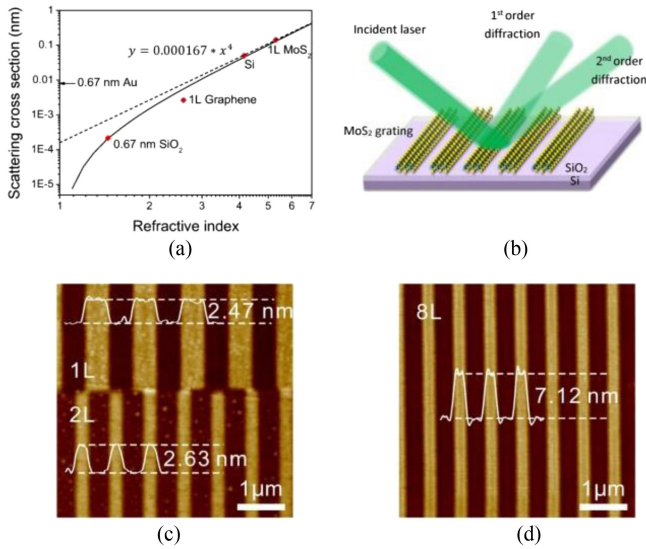 Scattering cross section (nm)
1
0.1
0.01
1E-3
1E-4
1E-5
y = 0.000167 * x⁴
1L MoS₂
Si
0.67 nm Au
1L Graphene
0.67 nm SiO₂
1 2 3 4 5 6 7
Refractive index
(a)
Incident laser
1ˢᵗ order
diffraction
2ⁿᵈ order
diffraction
MoS₂ grating
SiO₂
Si
(b)
2.47 nm
1L
2L
2.63 nm
1μm
(c)
8L
7.12 nm
1μm
(d)